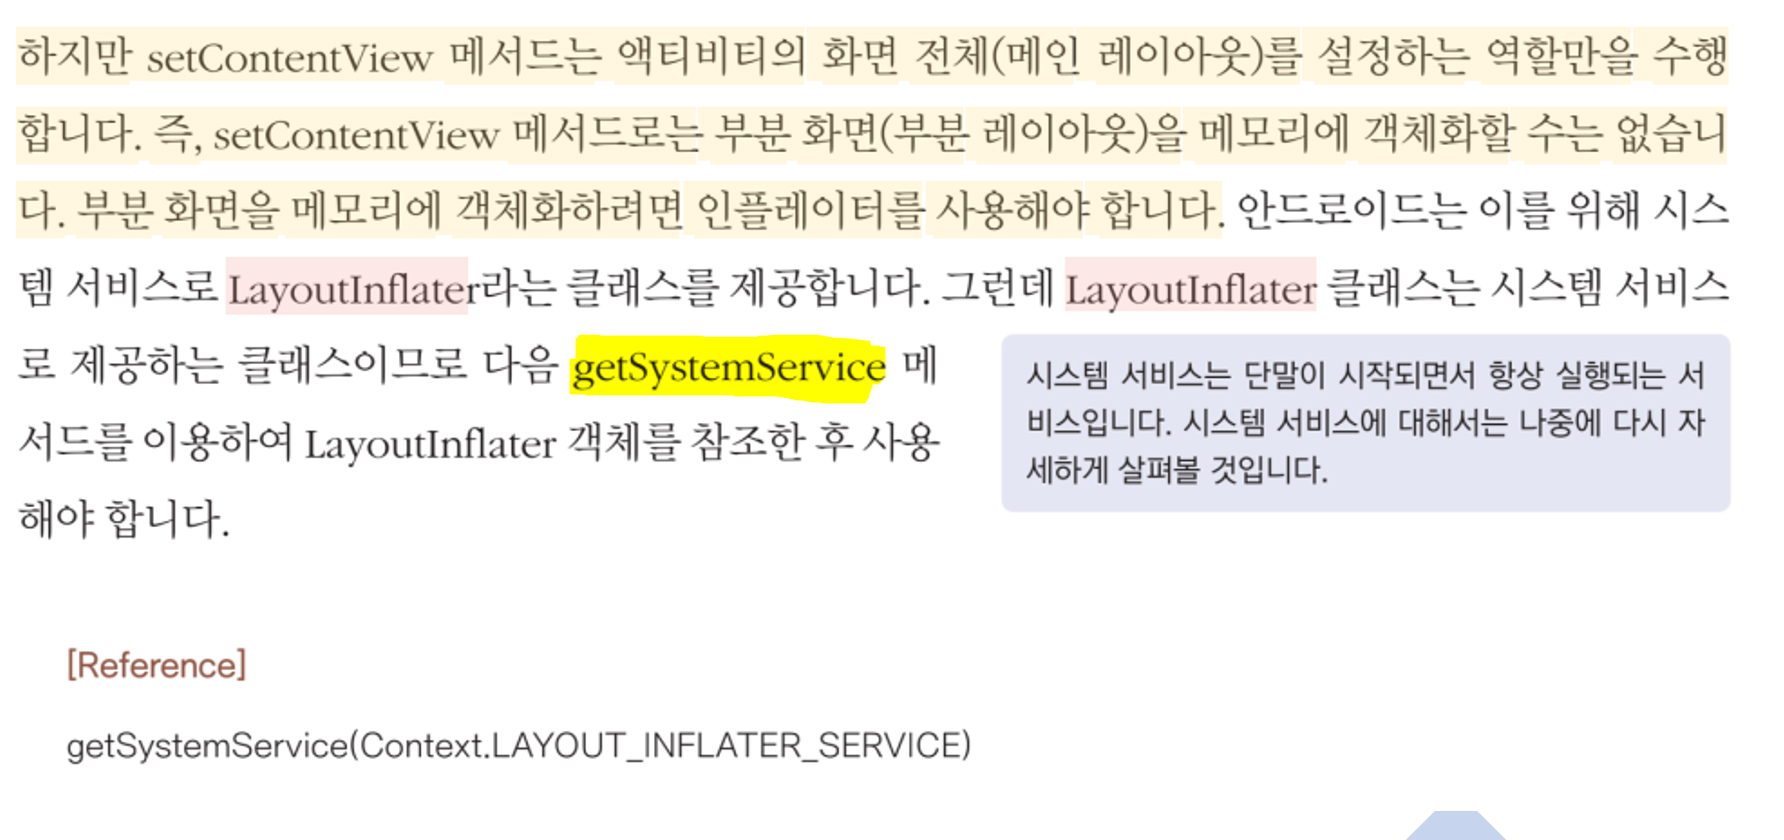 하지만 setContentView 메서드는 액티비티의 화면 전체(메인 레이아웃)를 설정하는 역할만을 수행
합니다. 즉, setContentView 메서드로는 부분 화면(부분 레이아웃)을 메모리에 객체화할 수는 없습니
다. 부분 화면을 메모리에 객체화하려면 인플레이터를 사용해야 합니다. 안드로이드는 이를 위해 시스
템 서비스로 LayoutInflater라는 클래스를 제공합니다. 그런데 LayoutInflater 클래스는 시스템 서비스
로 제공하는 클래스이므로 다음 getSystemService 메
서드를 이용하여 LayoutInflater 객체를 참조한 후 사용
해야 합니다.
시스템 서비스는 단말이 시작되면서 항상 실행되는 서
비스입니다. 시스템 서비스에 대해서는 나중에 다시 자
세하게 살펴볼 것입니다.
[Reference]
getSystemService(Context.LAYOUT_INFLATER_SERVICE)